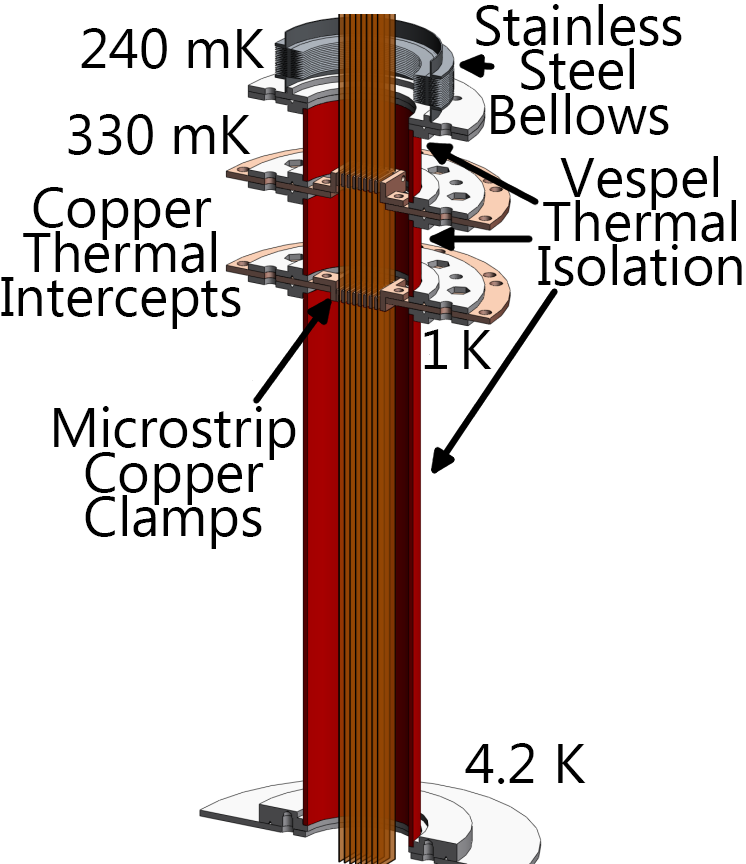 240 mK
Stainless
Steel
Bellows
330 mK
Vespel
Thermal
Isolation
Copper
Thermal
Intercepts
1 K
Microstrip
Copper
Clamps
4.2 K